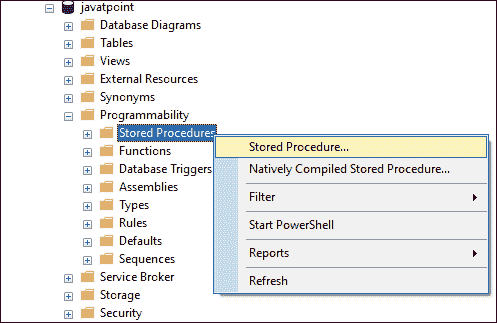 javatpoint
Database Diagrams
Tables
Views
External Resources
Synonyms
Programmability
Stored Procedures
Stored Procedure...
Functions
Natively Compiled Stored Procedure...
Database Triggers
Assemblies
Filter
Types
Rules
Start PowerShell
Defaults
Reports
Sequences
Service Broker
Refresh
Storage
Security